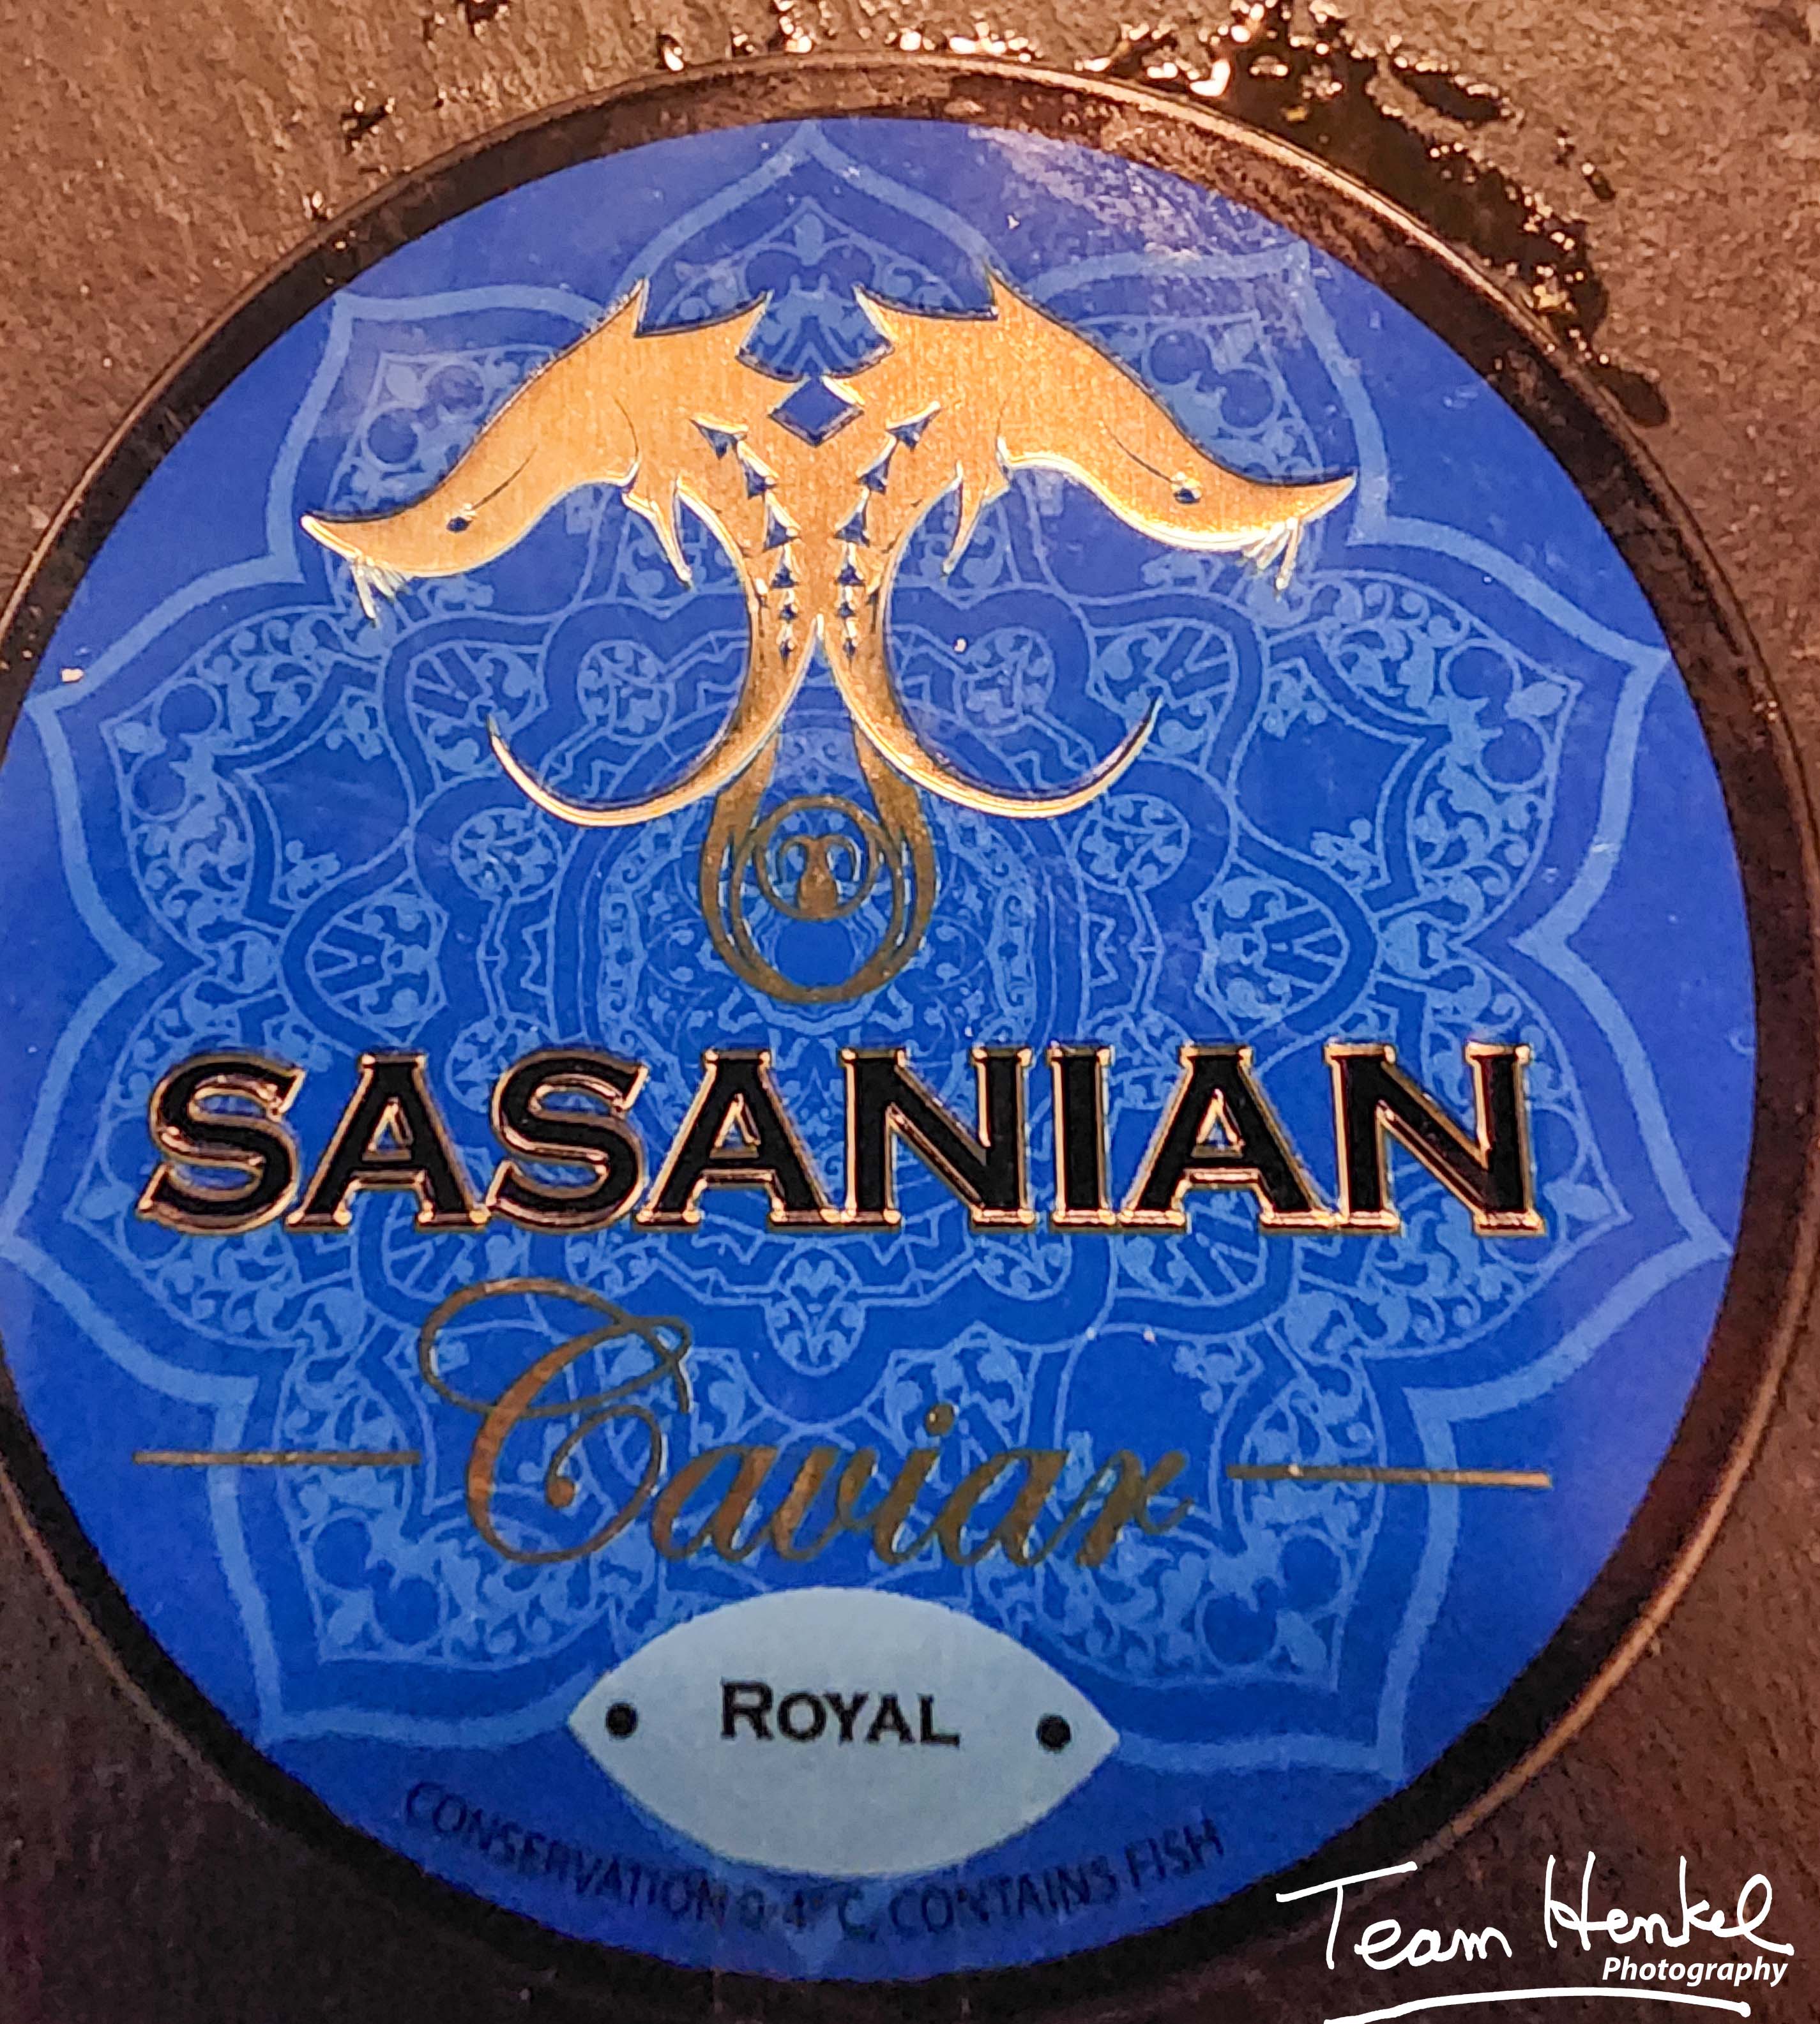 SASANIAN
Caviar
ROYAL
CONSERVATION 0-4° C, CONTAINS FISH
Team Henkel
Photography